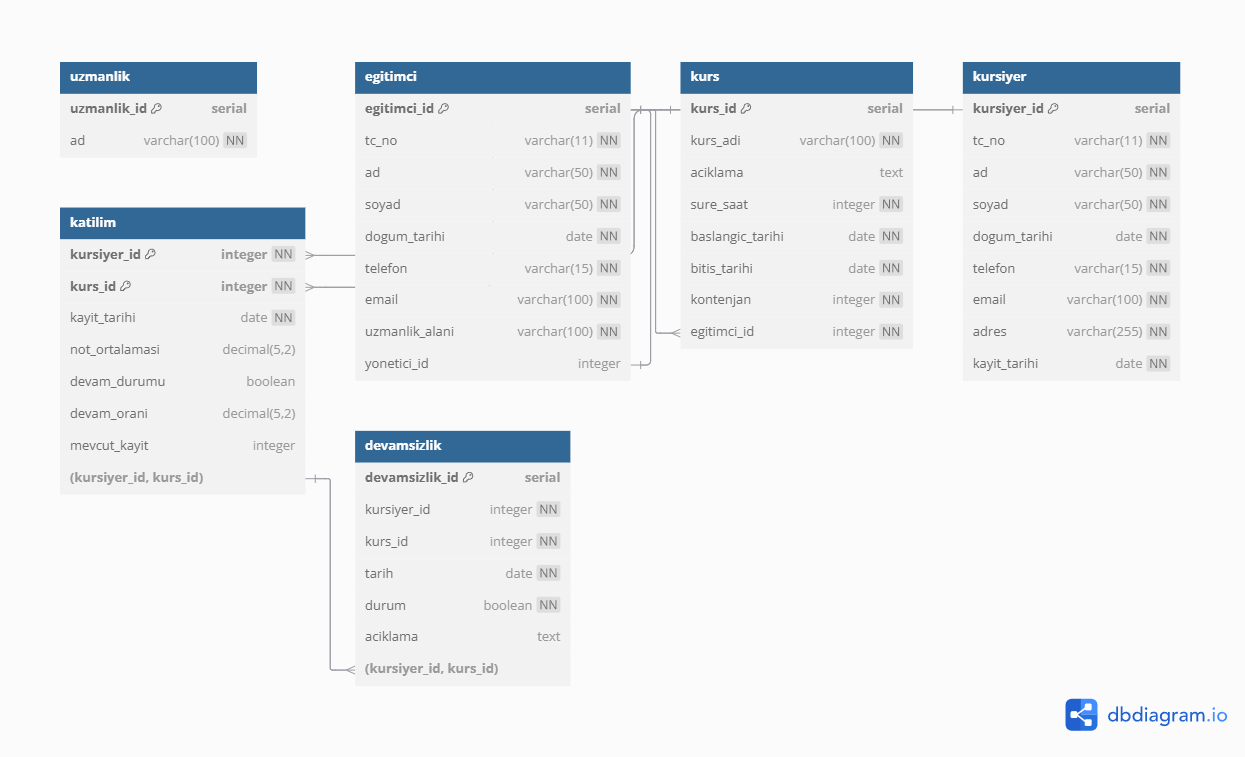 uzmanlik
uzmanlik_id serial
ad varchar(100) NN
katilim
kursiyer_id integer NN
kurs_id integer NN
kayit_tarihi date NN
not_ortalamasi decimal(5,2)
devam_durumu boolean
devam_orani decimal(5,2)
mevcut_kayit integer
(kursiyer_id, kurs_id)
egitimci
egitimci_id serial
tc_no varchar(11) NN
ad varchar(50) NN
soyad varchar(50) NN
dogum_tarihi date NN
telefon varchar(15) NN
email varchar(100) NN
uzmanlik_alani varchar(100) NN
yonetici_id integer
devamsizlik
devamsizlik_id serial
kursiyer_id integer NN
kurs_id integer NN
tarih date NN
durum boolean NN
aciklama text
(kursiyer_id, kurs_id)
kurs
kurs_id serial
kurs_adi varchar(100) NN
aciklama text
sure_saat integer NN
baslangic_tarihi date NN
bitis_tarihi date NN
kontenjan integer NN
egitimci_id integer NN
kursiyer
kursiyer_id serial
tc_no varchar(11) NN
ad varchar(50) NN
soyad varchar(50) NN
dogum_tarihi date NN
telefon varchar(15) NN
email varchar(100) NN
adres varchar(255) NN
kayit_tarihi date NN
dbdiagram.io